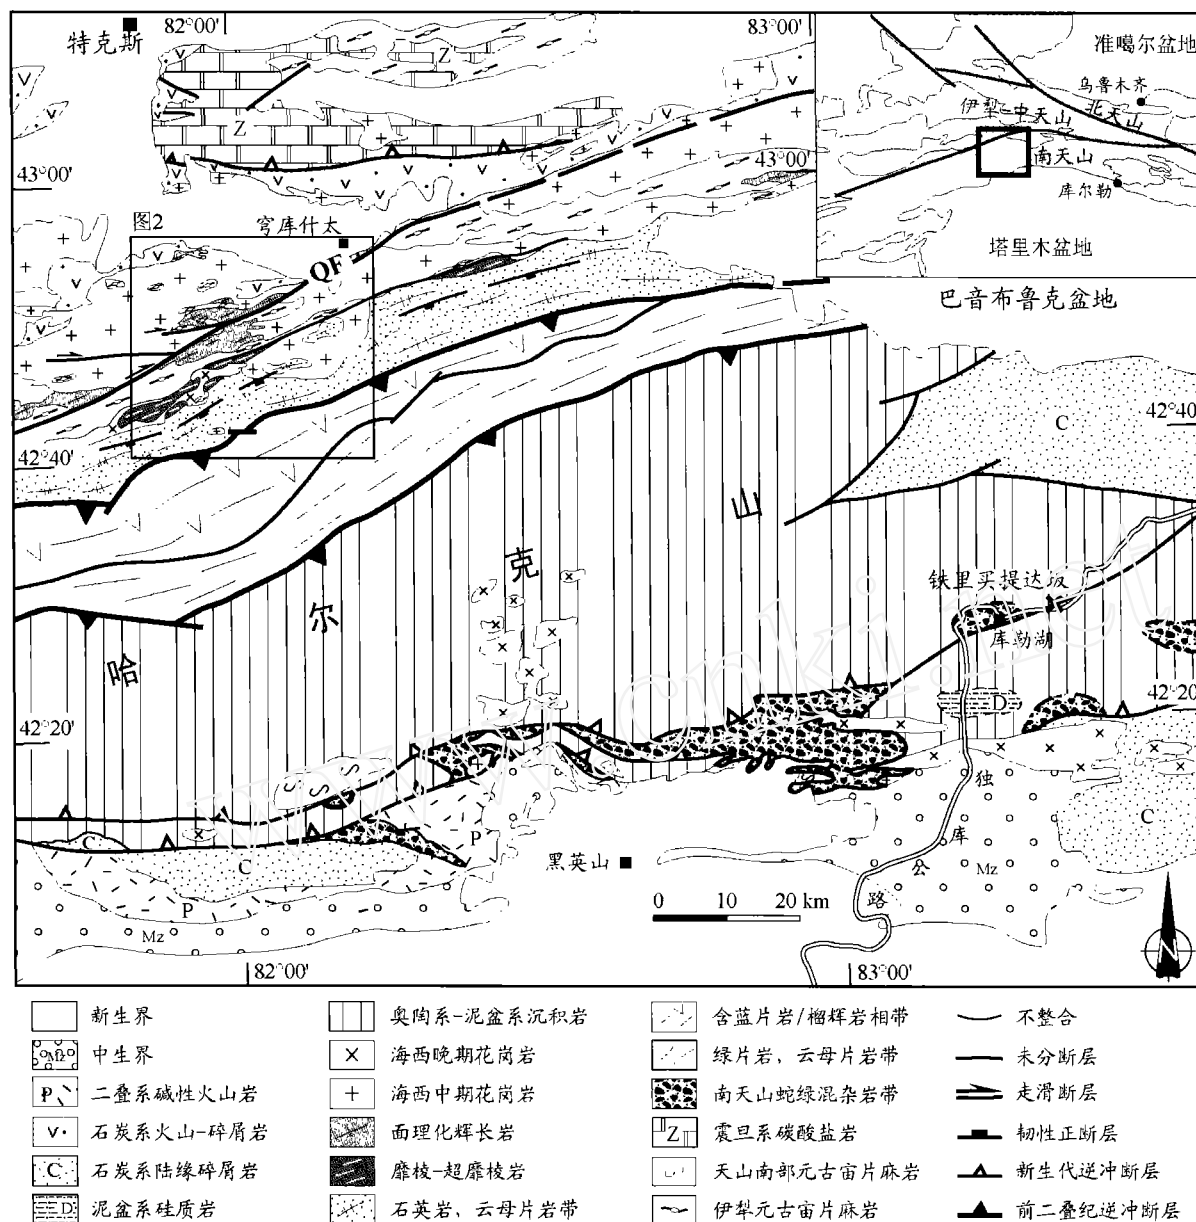 特克斯
82°00'
83°00'
Z
Z
43°00'
43°00'
准噶尔盆地
乌鲁木齐
伊犁-中天山
北天山
南天山
库尔勒
塔里木盆地
图2
穹库什太
QF
巴音布鲁克盆地
42°40'
42°40'
C
哈
尔
克
山
铁里买提达坂
库勒湖
42°20'
42°20'
D
S
S
S
S
C
C
C
P
P
Mz
Mz
黑英山
独
库
公
路
0 10 20 km
N
82°00'
83°00'
www.cnki.net
新生界
Mz 中生界
P 二叠系碱性火山岩
石炭系火山-碎屑岩
C 石炭系陆缘碎屑岩
D 泥盆系硅质岩
奥陶系-泥盆系沉积岩
海西晚期花岗岩
海西中期花岗岩
面理化辉长岩
靡棱-超靡棱岩
石英岩、云母片岩带
含蓝片岩/榴辉岩相带
绿片岩、云母片岩带
南天山蛇绿混杂岩带
Z 震旦系碳酸盐岩
天山南部元古宙片麻岩
伊犁元古宙片麻岩
不整合
未分断层
走滑断层
韧性正断层
新生代逆冲断层
前二叠纪逆冲断层